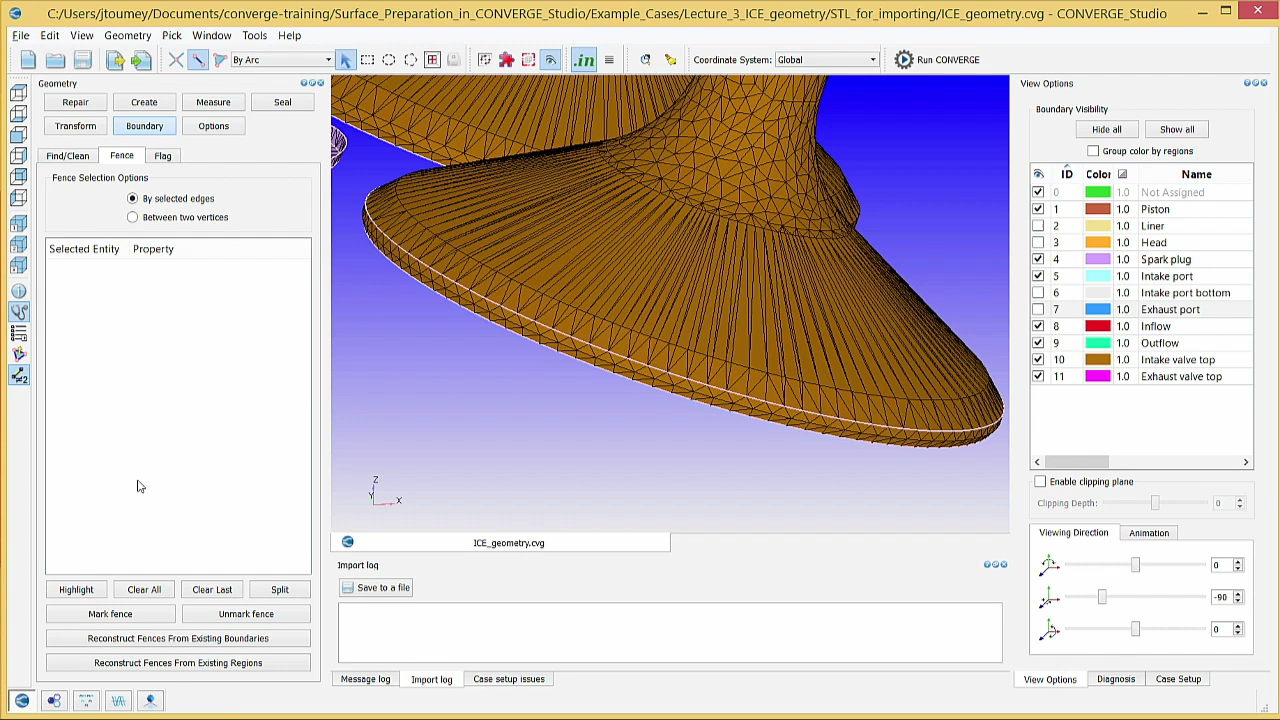 C:/Users/jtoumey/Documents/converge-training/Surface_Preparation_in_CONVERGE_Studio/Example_Cases/Lecture_3_ICE_geometry/STL_for_importing/ICE_geometry.cvg - CONVERGE_Studio
File Edit View Geometry Pick Window Tools Help
By Arc .in Coordinate System: Global Run CONVERGE
Geometry
Repair Create Measure Seal
Transform Boundary Options
Find/Clean Fence Flag
Fence Selection Options
By selected edges
Between two vertices
Selected Entity Property
Highlight Clear All Clear Last Split
Mark fence Unmark fence
Reconstruct Fences From Existing Boundaries
Reconstruct Fences From Existing Regions
Z
Y X
ICE_geometry.cvg
Import log
Save to a file
Message log Import log Case setup issues
View Options
Boundary Visibility
Hide all Show all
Group color by regions
ID Color Name
0 1.0 Not Assigned
1 1.0 Piston
2 1.0 Liner
3 1.0 Head
4 1.0 Spark plug
5 1.0 Intake port
6 1.0 Intake port bottom
7 1.0 Exhaust port
8 1.0 Inflow
9 1.0 Outflow
10 1.0 Intake valve top
11 1.0 Exhaust valve top
Enable clipping plane
Clipping Depth: 0
Viewing Direction Animation
0
-90
0
View Options Diagnosis Case Setup